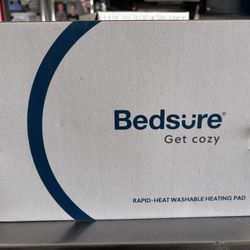 Bedsure®
Get cozy
RAPID-HEAT WASHABLE HEATING PAD